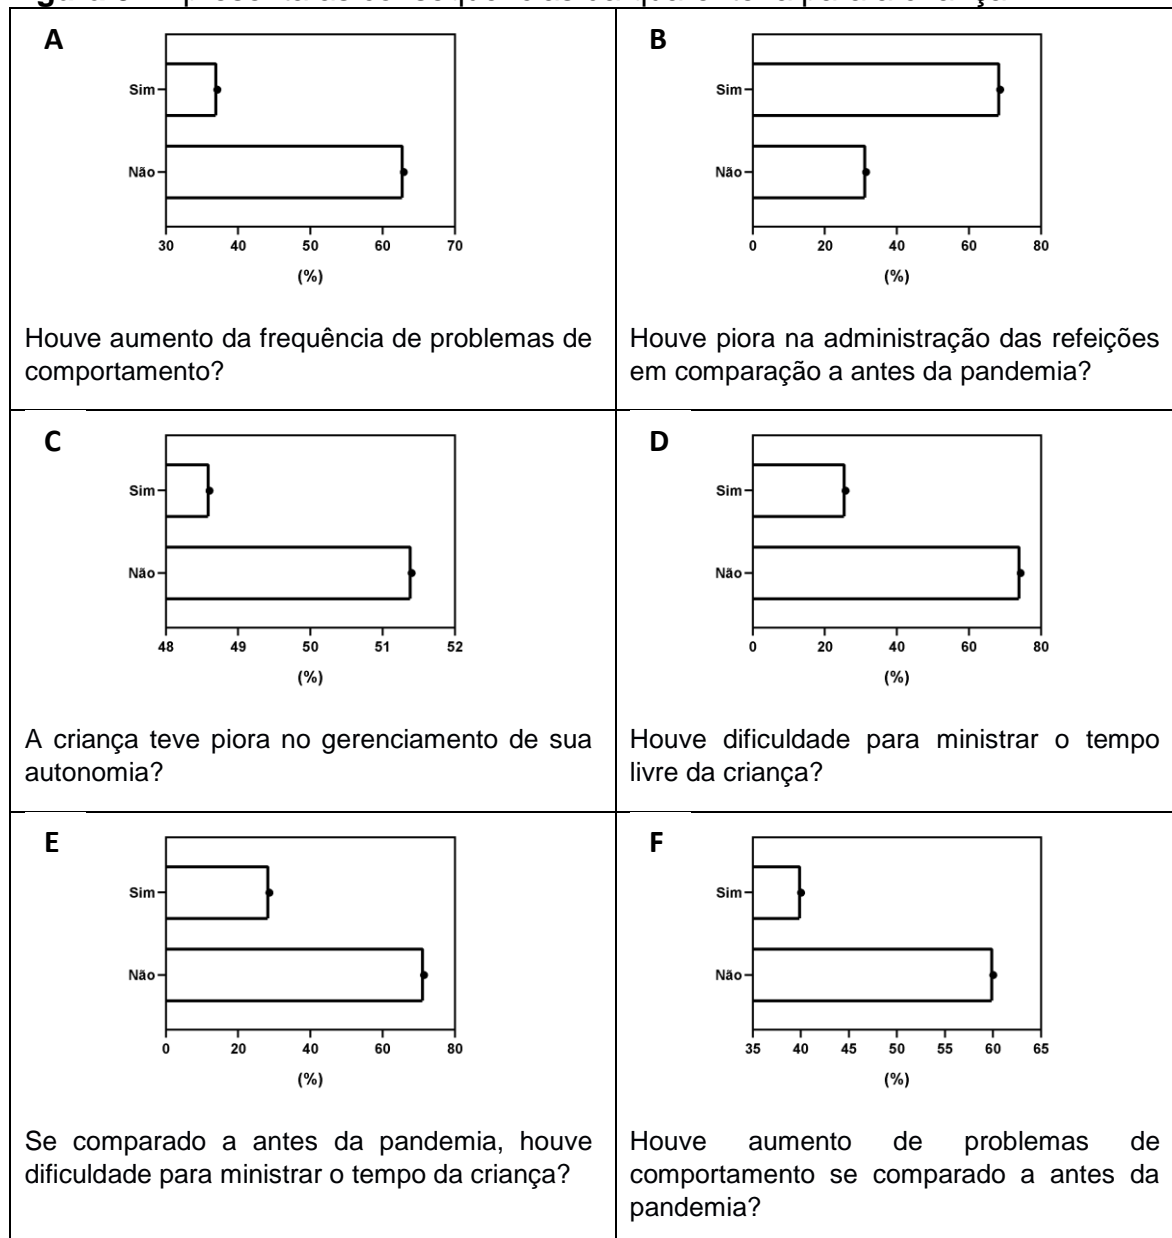 A
Sim
Não
30 40 50 60 70
(%)
Houve aumento da frequência de problemas de
comportamento?
B
Sim
Não
0 20 40 60 80
(%)
Houve piora na administração das refeições
em comparação a antes da pandemia?
C
Sim
Não
48 49 50 51 52
(%)
A criança teve piora no gerenciamento de sua
autonomia?
D
Sim
Não
0 20 40 60 80
(%)
Houve dificuldade para ministrar o tempo
livre da criança?
E
Sim
Não
0 20 40 60 80
(%)
Se comparado a antes da pandemia, houve
dificuldade para ministrar o tempo da criança?
F
Sim
Não
35 40 45 50 55 60 65
(%)
Houve aumento de problemas de
comportamento se comparado a antes da
pandemia?